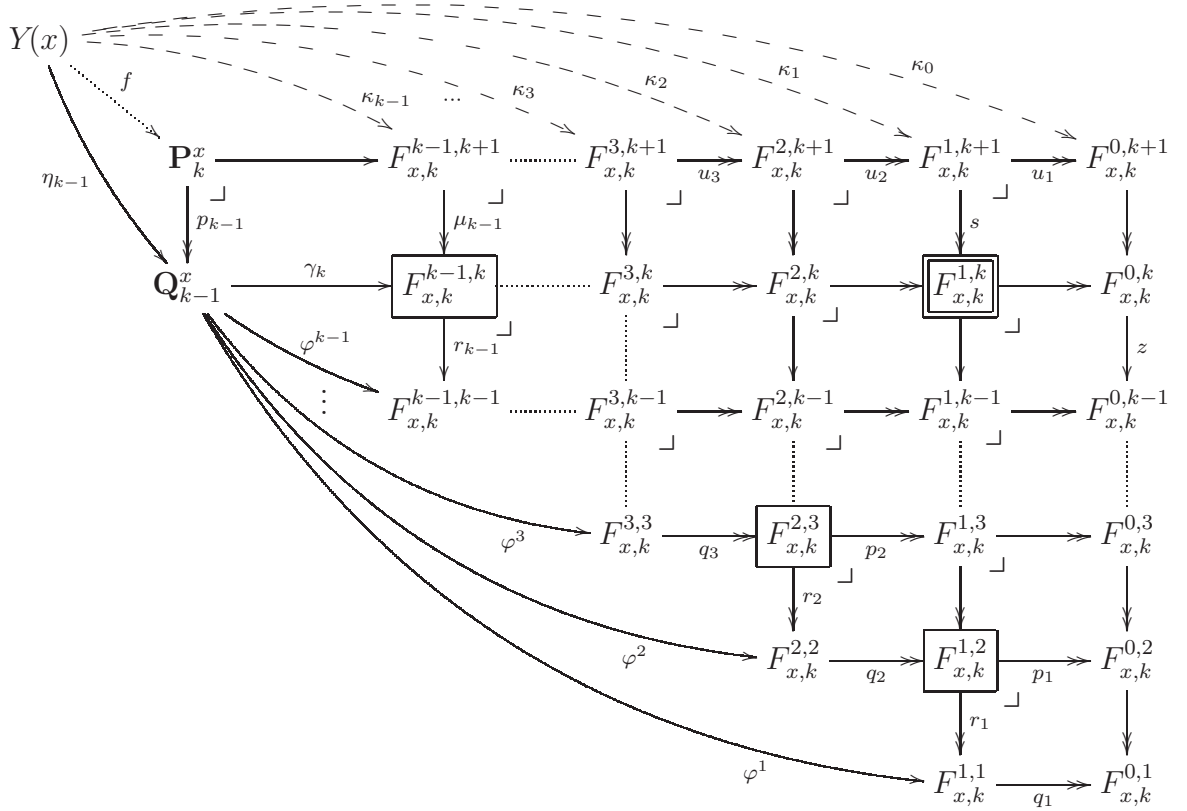 Y(x)
κ_{k−1} ... κ_3 κ_2 κ_1 κ_0
f
η_{k−1}
𝐏^x_k F^{k−1,k+1}_{x,k} F^{3,k+1}_{x,k} u_3 F^{2,k+1}_{x,k} u_2 F^{1,k+1}_{x,k} u_1 F^{0,k+1}_{x,k}
p_{k−1} μ_{k−1} s
𝐐^x_{k−1} γ_k F^{k−1,k}_{x,k} F^{3,k}_{x,k} F^{2,k}_{x,k} F^{1,k}_{x,k} F^{0,k}_{x,k}
φ^{k−1} r_{k−1} z
⋮ F^{k−1,k−1}_{x,k} F^{3,k−1}_{x,k} F^{2,k−1}_{x,k} F^{1,k−1}_{x,k} F^{0,k−1}_{x,k}
φ^3 F^{3,3}_{x,k} q_3 F^{2,3}_{x,k} p_2 F^{1,3}_{x,k} F^{0,3}_{x,k}
r_2
φ^2 F^{2,2}_{x,k} q_2 F^{1,2}_{x,k} p_1 F^{0,2}_{x,k}
r_1
φ^1 F^{1,1}_{x,k} q_1 F^{0,1}_{x,k}